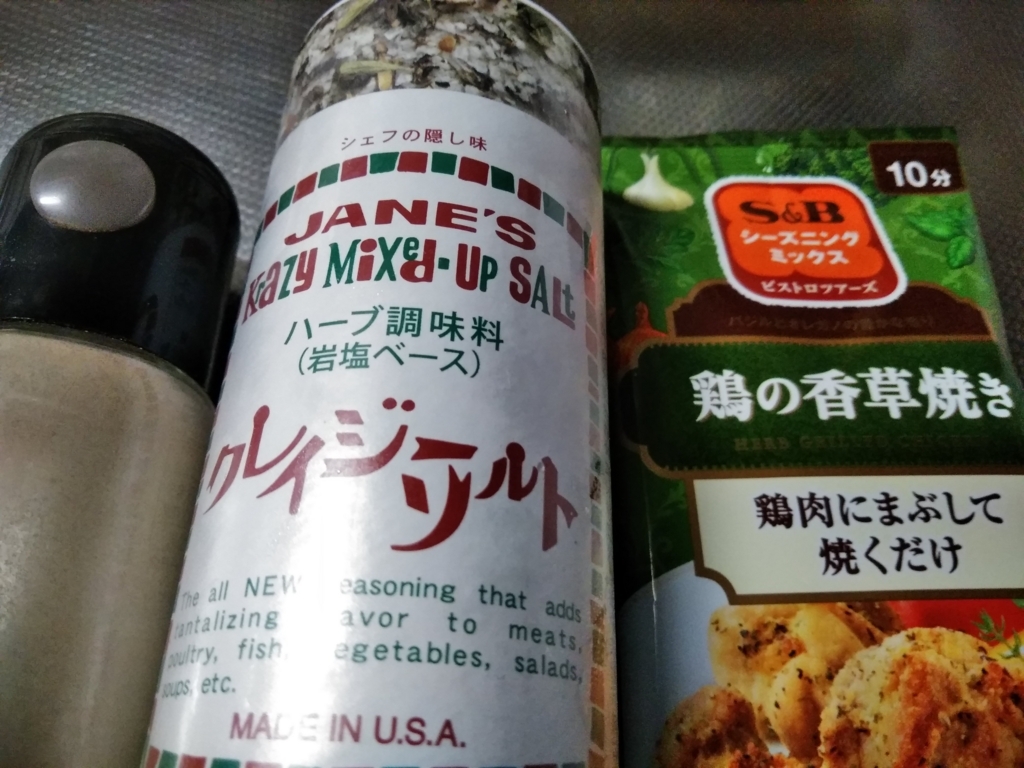 シェフの隠し味
JANE'S
KRAZY MIXED-UP SALT
ハーブ調味料
(岩塩ベース)
クレイジーソルト
The all NEW easoning that adds
tantalizing avor to meats,
poultry, fish, egetables, salads,
soups, etc.
MADE IN U.S.A.
10分
S&B
シーズニング
ミックス
ビストロツアーズ
鶏の香草焼き
HERB GRILLED CHICKEN
鶏肉にまぶして
焼くだけ